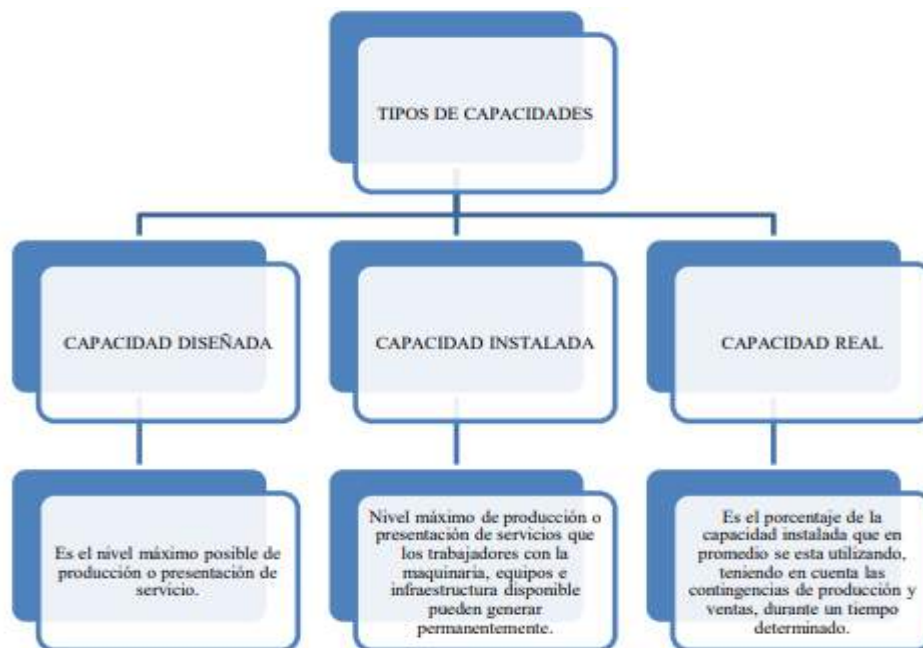 TIPOS DE CAPACIDADES
CAPACIDAD DISEÑADA
CAPACIDAD INSTALADA
CAPACIDAD REAL
Es el nivel máximo posible de
producción o presentación de
servicio.
Nivel máximo de producción o
presentación de servicios que
los trabajadores con la
maquinaria, equipos e
infraestructura disponible
pueden generar
permanentemente.
Es el porcentaje de la
capacidad instalada que en
promedio se esta utilizando,
teniendo en cuenta las
contingencias de producción y
ventas, durante un tiempo
determinado.